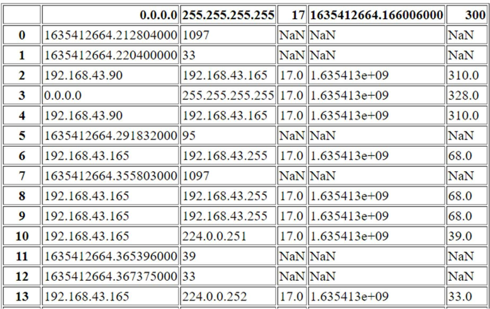 0.0.0.0 255.255.255.255 17 1635412664.166006000 300
0 1635412664.212804000 1097 NaN NaN NaN
1 1635412664.220400000 33 NaN NaN NaN
2 192.168.43.90 192.168.43.165 17.0 1.635413e+09 310.0
3 0.0.0.0 255.255.255.255 17.0 1.635413e+09 328.0
4 192.168.43.90 192.168.43.165 17.0 1.635413e+09 310.0
5 1635412664.291832000 95 NaN NaN NaN
6 192.168.43.165 192.168.43.255 17.0 1.635413e+09 68.0
7 1635412664.355803000 1097 NaN NaN NaN
8 192.168.43.165 192.168.43.255 17.0 1.635413e+09 68.0
9 192.168.43.165 192.168.43.255 17.0 1.635413e+09 68.0
10 192.168.43.165 224.0.0.251 17.0 1.635413e+09 39.0
11 1635412664.365396000 39 NaN NaN NaN
12 1635412664.367375000 33 NaN NaN NaN
13 192.168.43.165 224.0.0.252 17.0 1.635413e+09 33.0